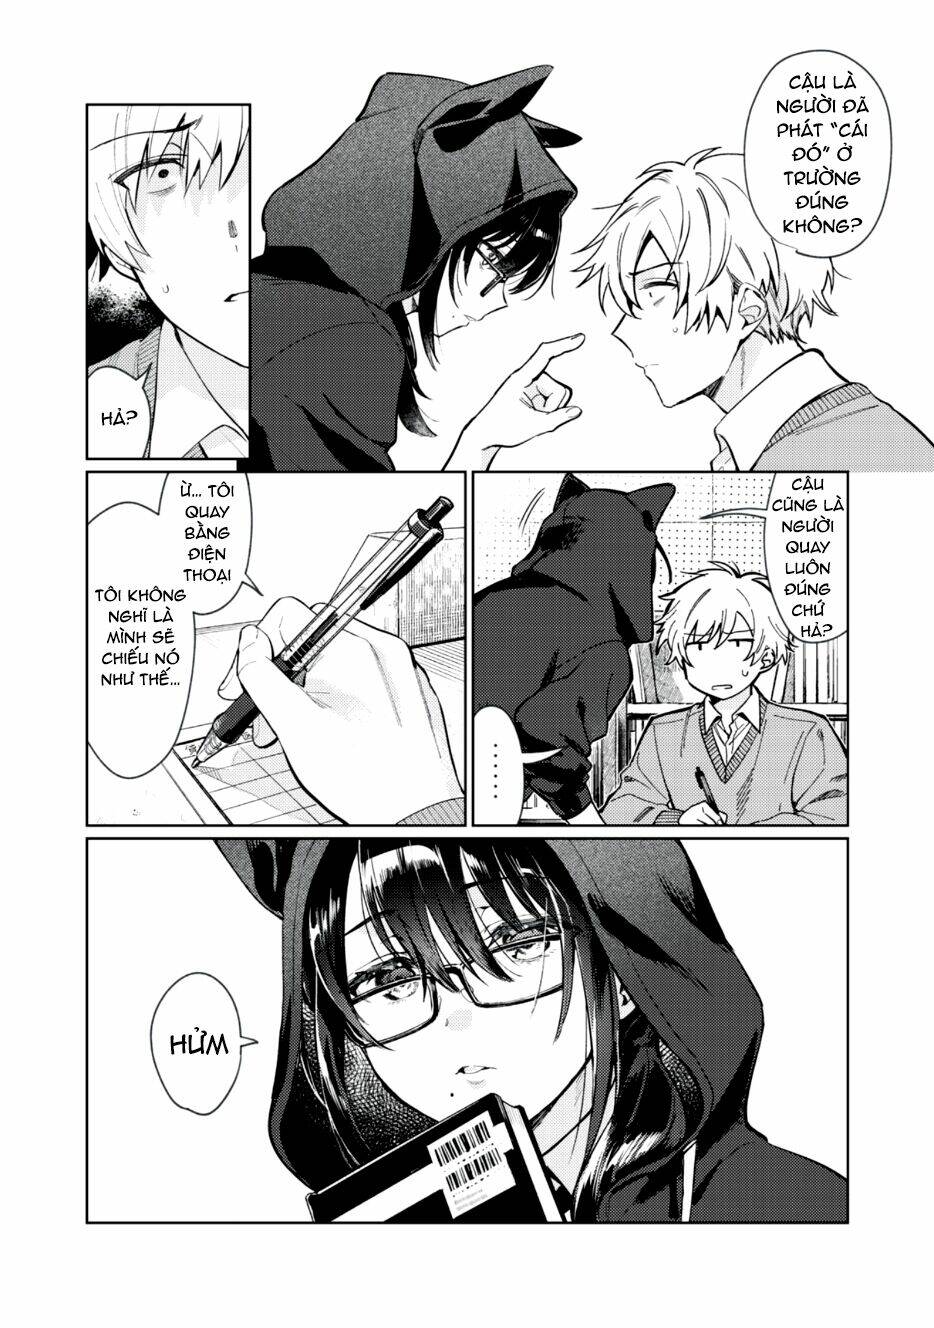 CẬU LÀ
NGƯỜI ĐÃ
PHÁT "CÁI
ĐÓ" Ở
TRƯỜNG
ĐÚNG
KHÔNG?
HẢ?
CẬU
CŨNG LÀ
NGƯỜI
QUAY
LUÔN
ĐÚNG
CHỨ
HẢ?
......
Ừ... TÔI
QUAY
BẰNG
ĐIỆN
THOẠI
TÔI KHÔNG
NGHĨ LÀ
MÌNH SẼ
CHIẾU NÓ
NHƯ THẾ...
HỬM